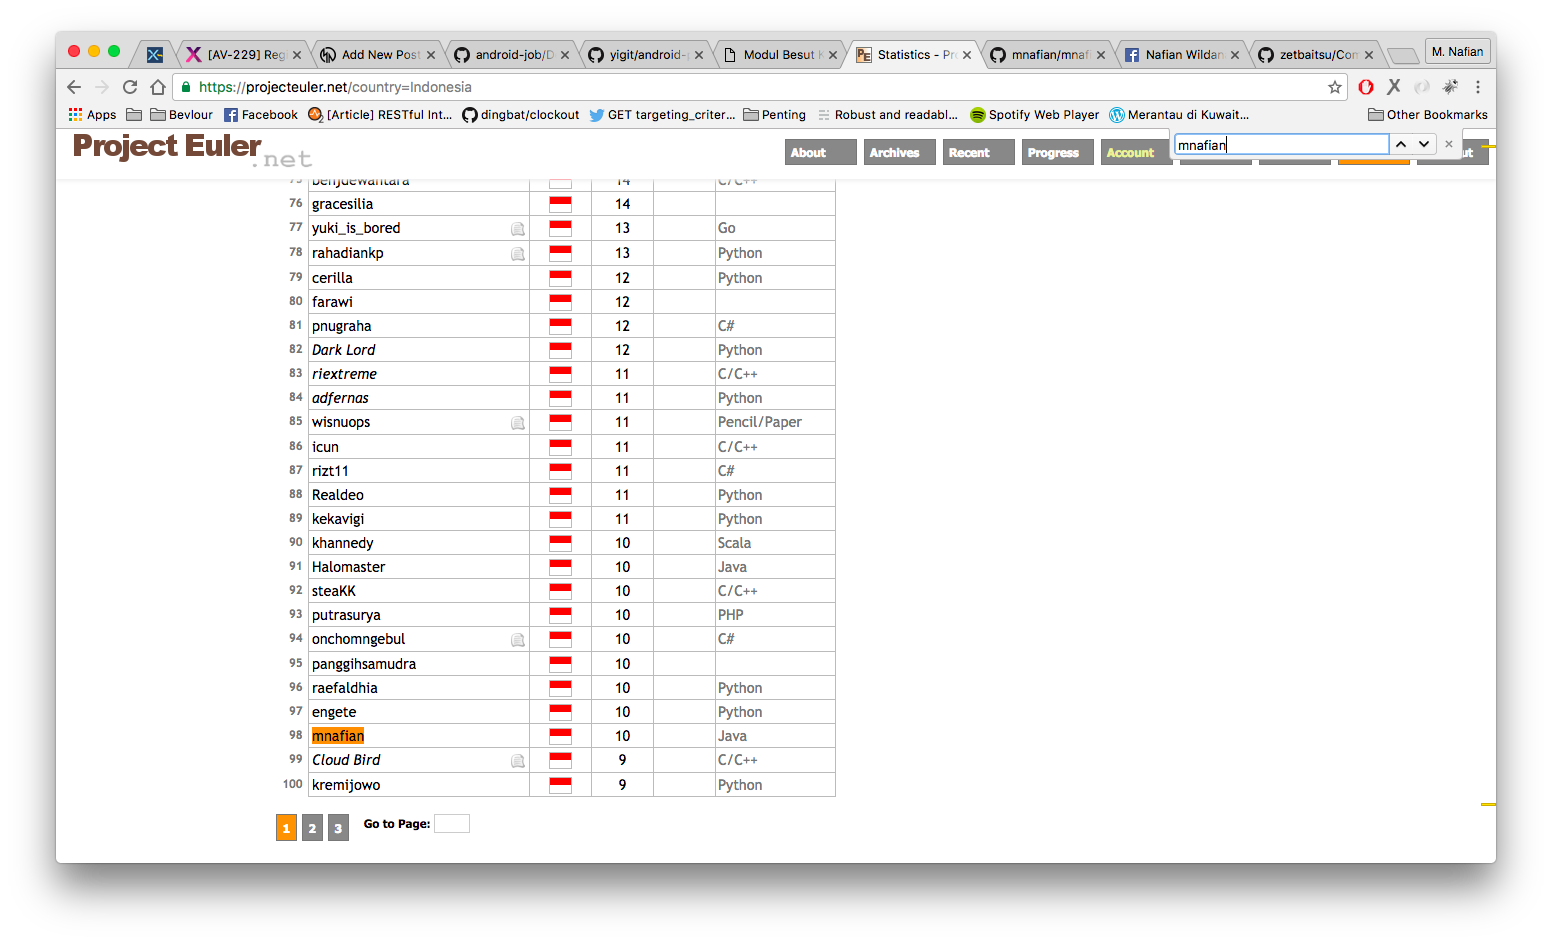 [AV-229] Regi
Add New Post
android-job/D
yigit/android-p
Modul Besut K
Statistics - Pro
mnafian/mnafi
Nafian Wildan
zetbaitsu/Com
M. Nafian
https://projecteuler.net/country=Indonesia
Apps
Bevlour
Facebook
[Article] RESTful Int...
dingbat/clockout
GET targeting_criter...
Penting
Robust and readabl...
Spotify Web Player
Merantau di Kuwait...
Other Bookmarks
Project Euler
.net
About
Archives
Recent
Progress
Account
mnafian
ut
75 benjdewantara 14 C/C++
76 gracesilia 14
77 yuki_is_bored 13 Go
78 rahadiankp 13 Python
79 cerilla 12 Python
80 farawi 12
81 pnugraha 12 C#
82 Dark Lord 12 Python
83 riextreme 11 C/C++
84 adfernas 11 Python
85 wisnuops 11 Pencil/Paper
86 icun 11 C/C++
87 rizt11 11 C#
88 Realdeo 11 Python
89 kekavigi 11 Python
90 khannedy 10 Scala
91 Halomaster 10 Java
92 steaKK 10 C/C++
93 putrasurya 10 PHP
94 onchomngebul 10 C#
95 panggihsamudra 10
96 raefaldhia 10 Python
97 engete 10 Python
98 mnafian 10 Java
99 Cloud Bird 9 C/C++
100 kremijowo 9 Python
1 2 3 Go to Page: